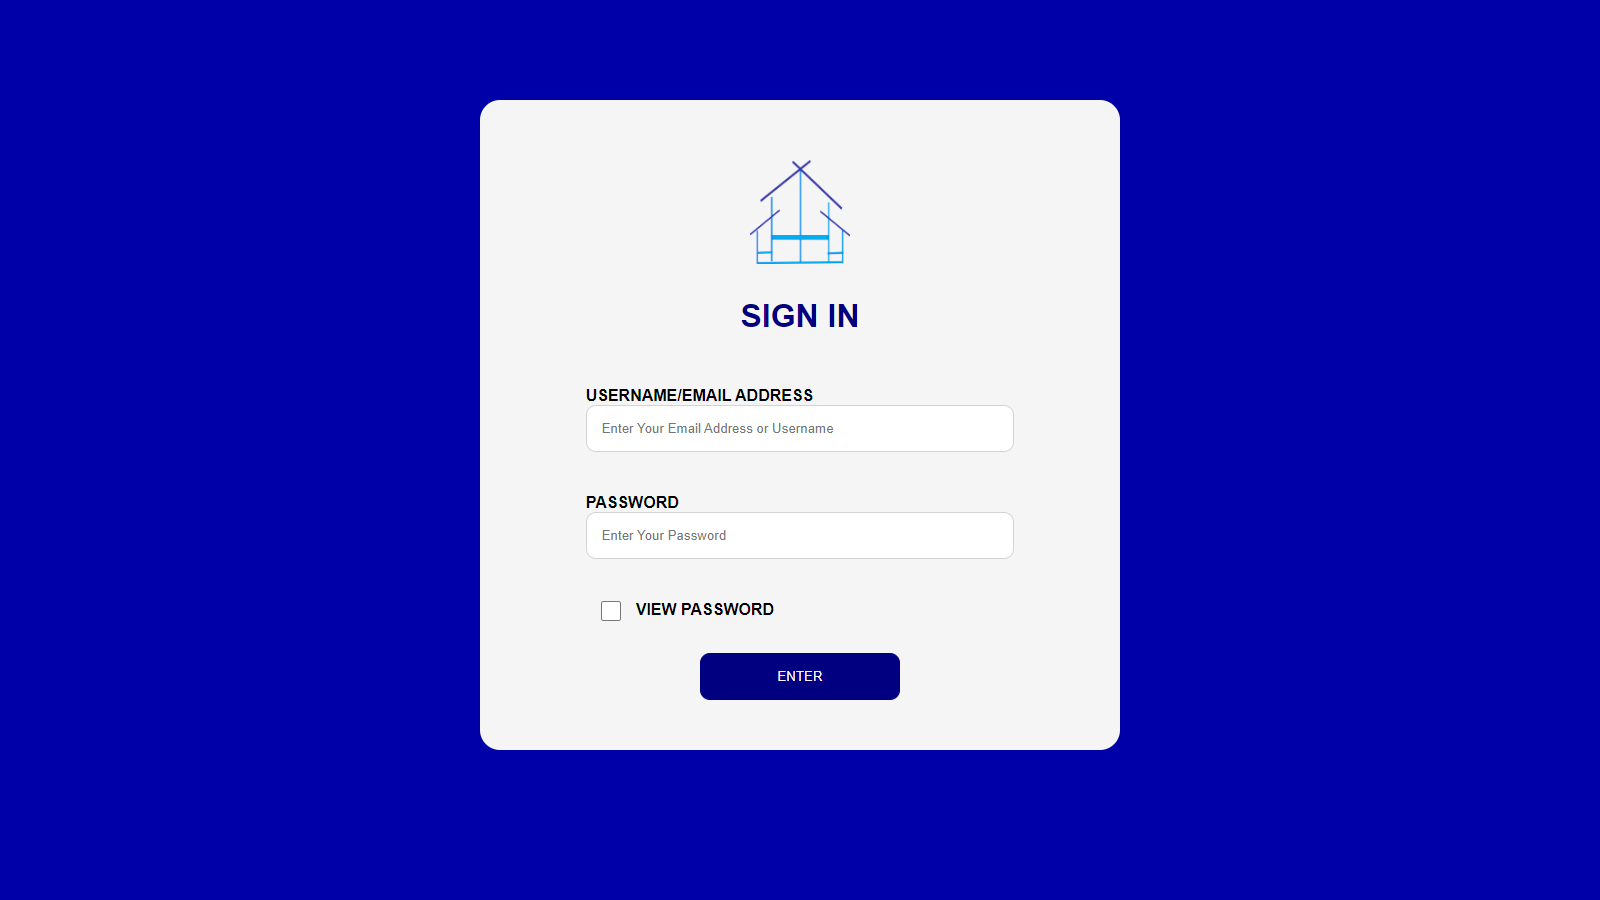 SIGN IN
USERNAME/EMAIL ADDRESS
Enter Your Email Address or Username
PASSWORD
Enter Your Password
VIEW PASSWORD
ENTER